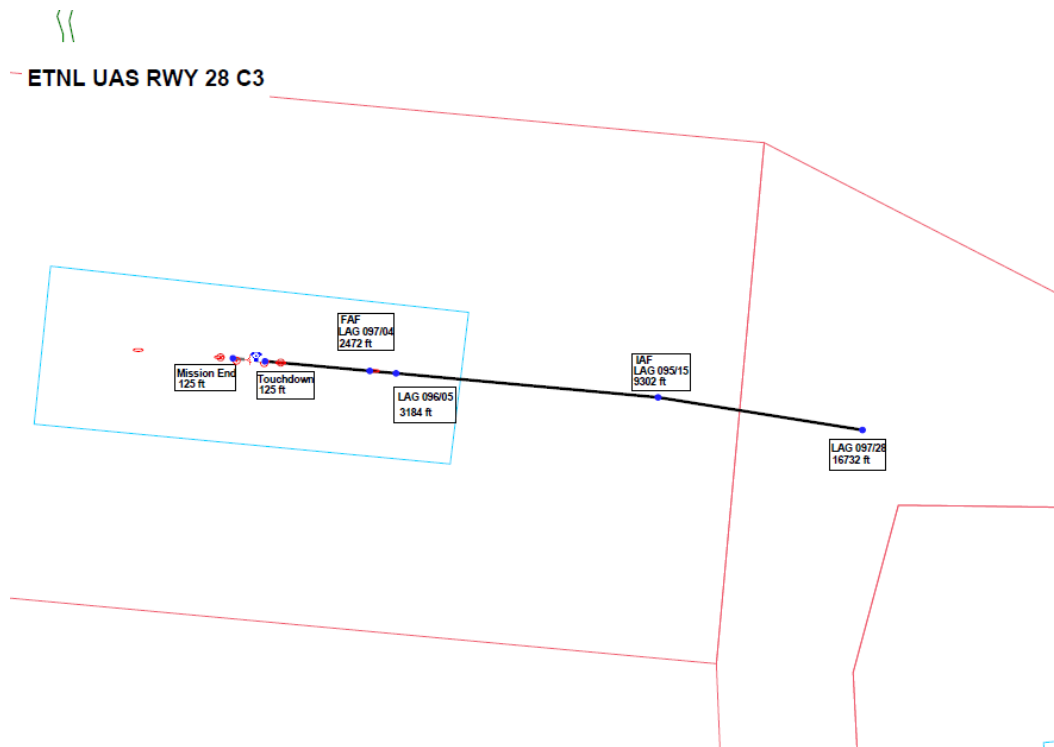 ETNL UAS RWY 28 C3
FAF
LAG 097/04
2472 ft
Mission End
125 ft
Touchdown
125 ft
LAG 096/05
3184 ft
IAF
LAG 095/15
9302 ft
LAG 097/28
16732 ft